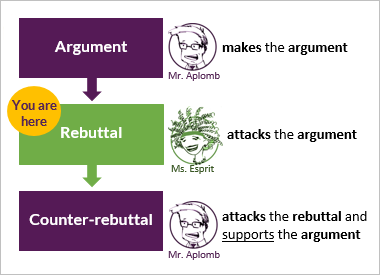 Argument
makes the argument
Mr. Aplomb
You are
here
Rebuttal
attacks the argument
Ms. Esprit
Counter-rebuttal
attacks the rebuttal and
supports the argument
Mr. Aplomb